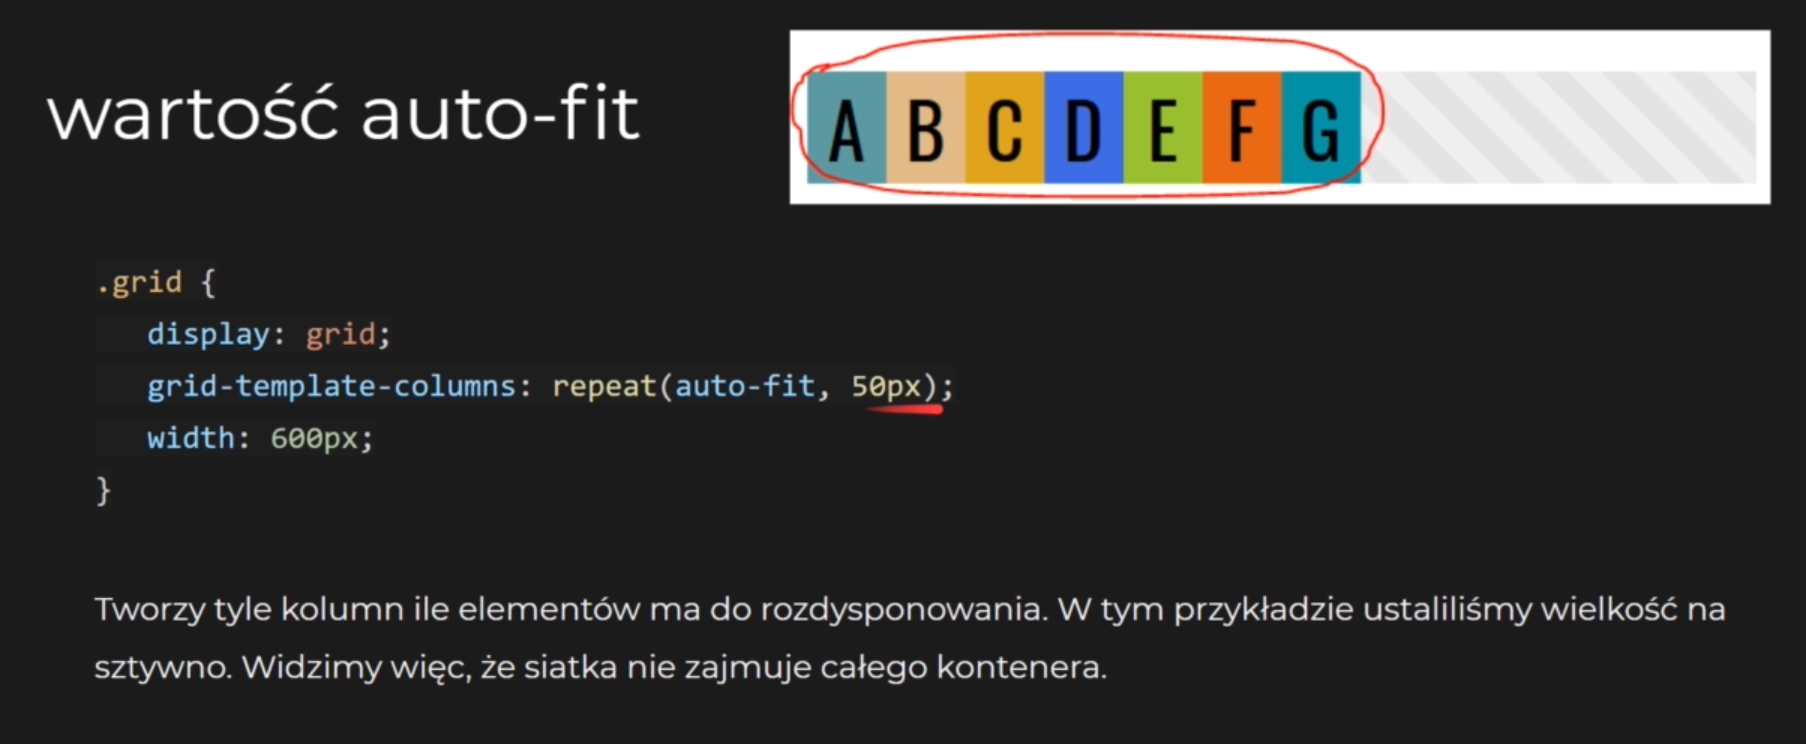 wartość auto-fit
A B C D E F G
.grid {
display: grid;
grid-template-columns: repeat(auto-fit, 50px);
width: 600px;
}
Tworzy tyle kolumn ile elementów ma do rozdysponowania. W tym przykładzie ustaliliśmy wielkość na
sztywno. Widzimy więc, że siatka nie zajmuje całego kontenera.